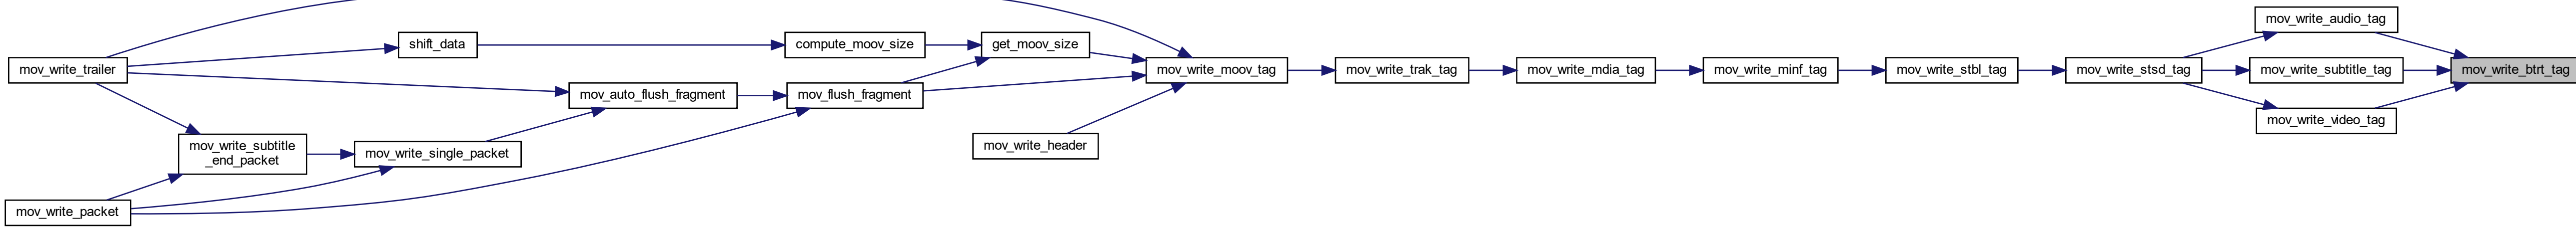 mov_write_trailer
mov_write_packet
shift_data
mov_write_subtitle
_end_packet
mov_write_single_packet
mov_auto_flush_fragment
compute_moov_size
mov_flush_fragment
get_moov_size
mov_write_header
mov_write_moov_tag
mov_write_trak_tag
mov_write_mdia_tag
mov_write_minf_tag
mov_write_stbl_tag
mov_write_stsd_tag
mov_write_audio_tag
mov_write_subtitle_tag
mov_write_video_tag
mov_write_btrt_tag